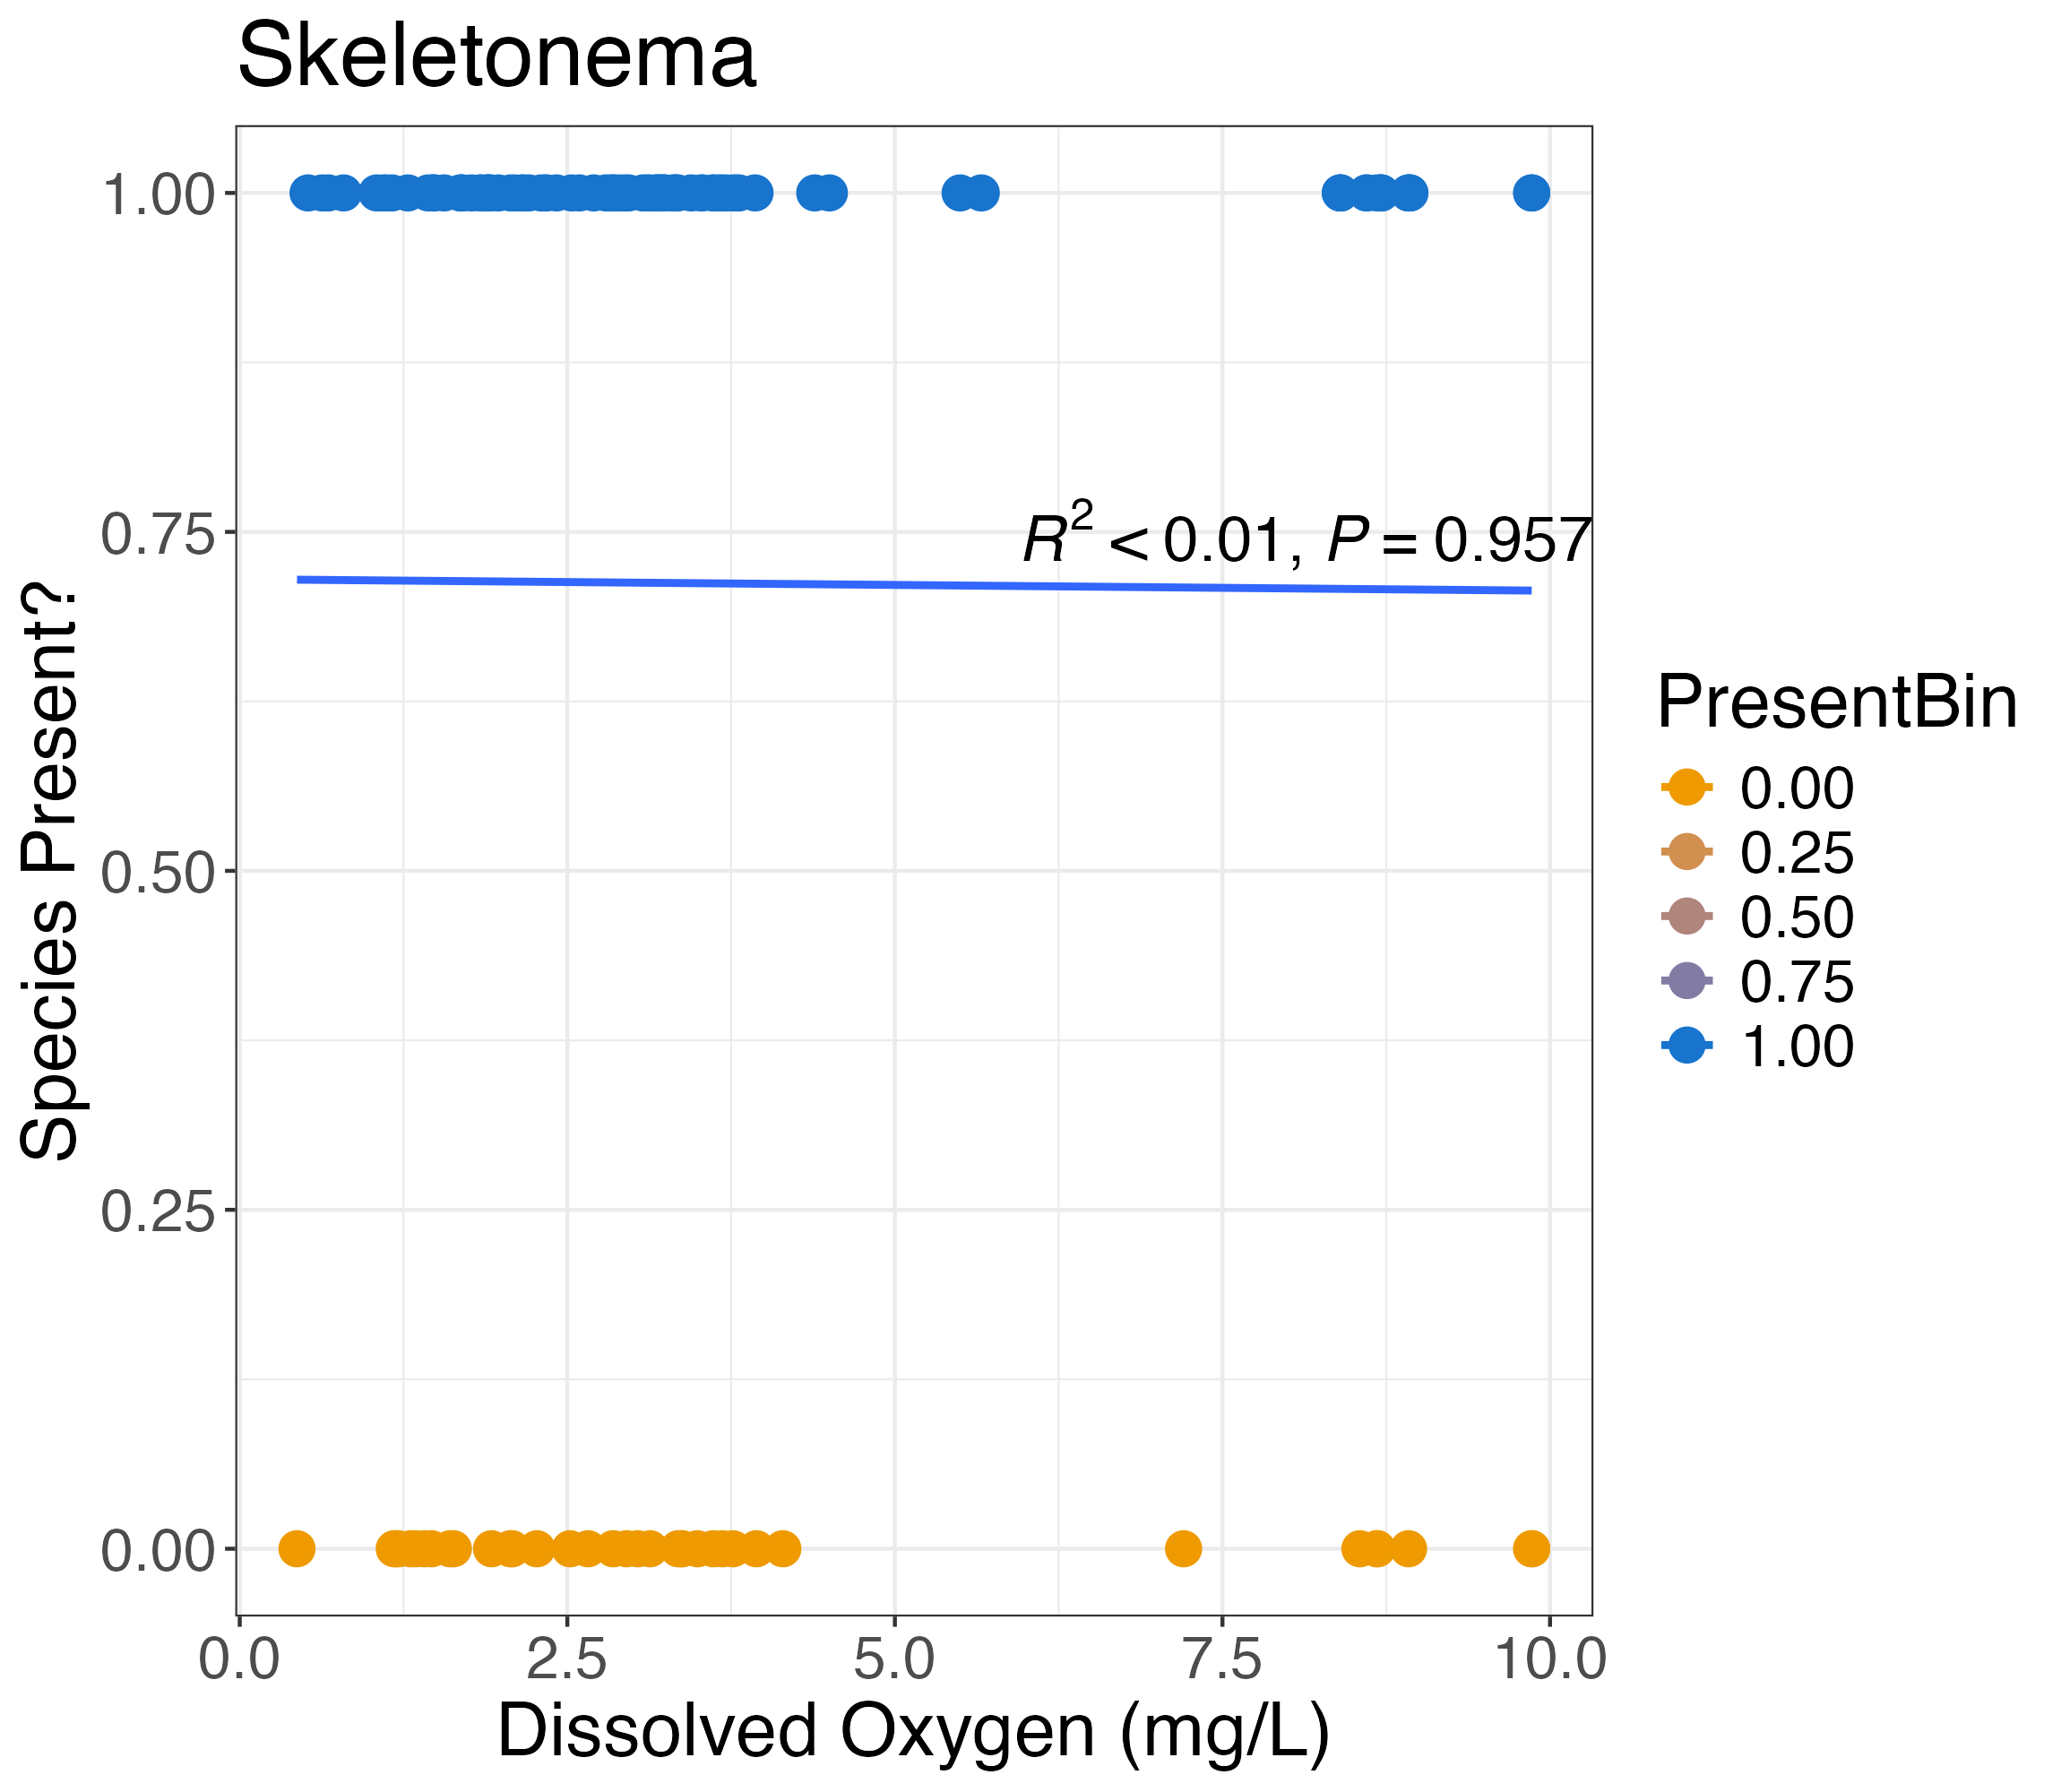 Skeletonema
1.00
0.75
0.50
0.25
0.00
Species Present?
R² < 0.01, P = 0.957
0.0 2.5 5.0 7.5 10.0
Dissolved Oxygen (mg/L)
PresentBin
0.00
0.25
0.50
0.75
1.00